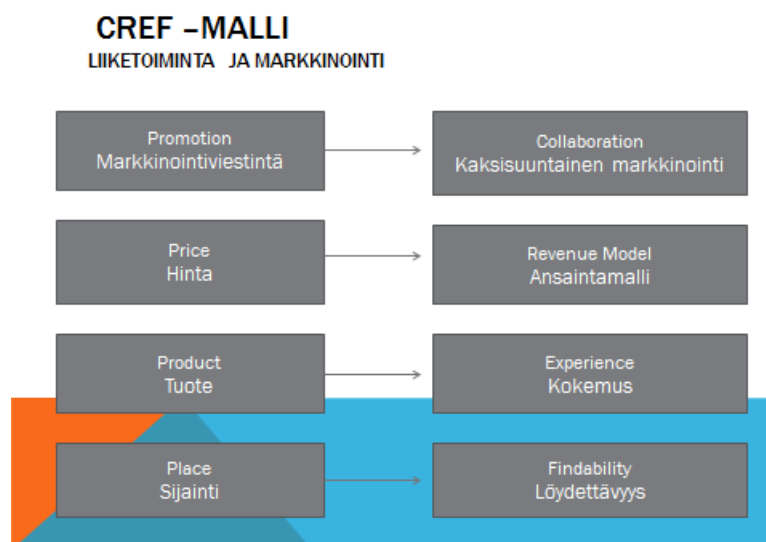 CREF –MALLI
LIIKETOIMINTA JA MARKKINOINTI
Promotion
Markkinointiviestintä
Collaboration
Kaksisuuntainen markkinointi
Price
Hinta
Revenue Model
Ansaintamalli
Product
Tuote
Experience
Kokemus
Place
Sijainti
Findability
Löydettävyys